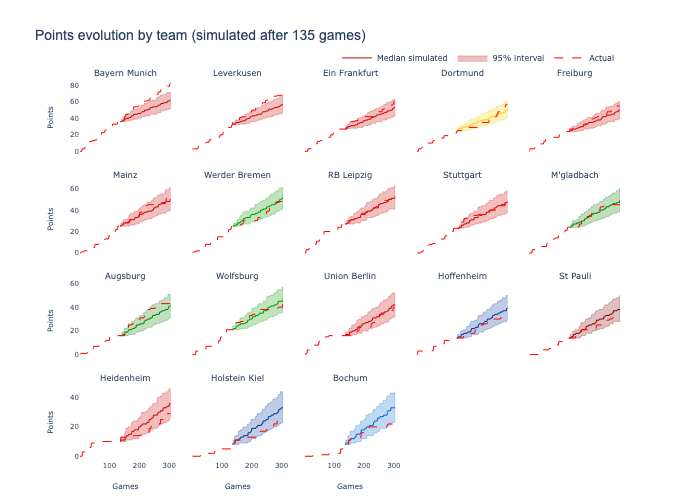 Points evolution by team (simulated after 135 games)
Median simulated 95% interval Actual
Bayern Munich Leverkusen Ein Frankfurt Dortmund Freiburg
80
60
40
20
0
Points
Mainz Werder Bremen RB Leipzig Stuttgart M'gladbach
60
40
20
0
Points
Augsburg Wolfsburg Union Berlin Hoffenheim St Pauli
60
40
20
0
Points
Heidenheim Holstein Kiel Bochum
40
20
0
Points
100 200 300 100 200 300 100 200 300
Games Games Games